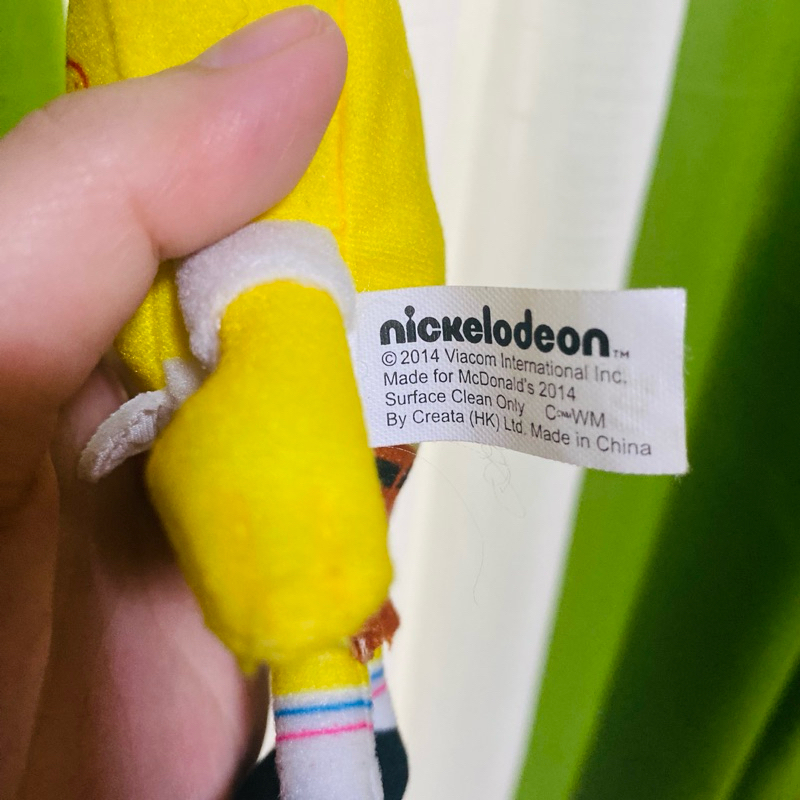 nickelodeon™
© 2014 Viacom International Inc.
Made for McDonald's 2014
Surface Clean Only WM
By Creata (HK) Ltd. Made in China